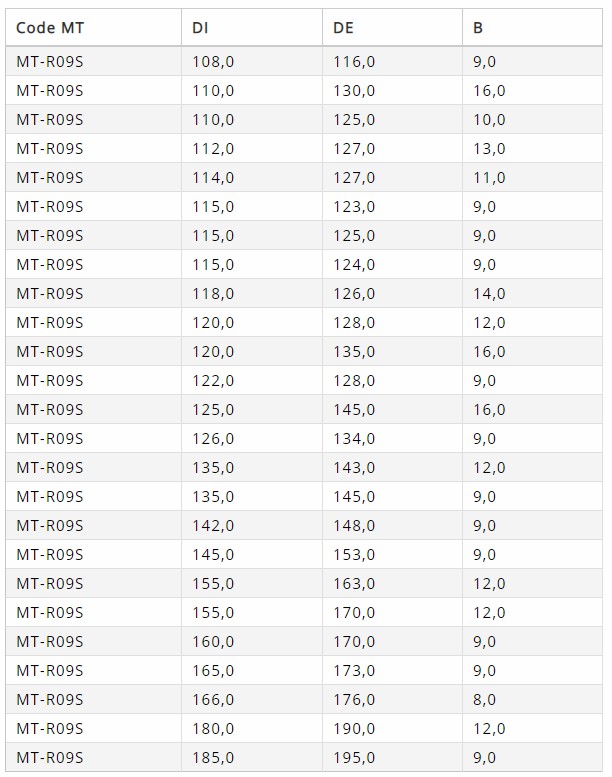 Code MT DI DE B
MT-R09S 108,0 116,0 9,0
MT-R09S 110,0 130,0 16,0
MT-R09S 110,0 125,0 10,0
MT-R09S 112,0 127,0 13,0
MT-R09S 114,0 127,0 11,0
MT-R09S 115,0 123,0 9,0
MT-R09S 115,0 125,0 9,0
MT-R09S 115,0 124,0 9,0
MT-R09S 118,0 126,0 14,0
MT-R09S 120,0 128,0 12,0
MT-R09S 120,0 135,0 16,0
MT-R09S 122,0 128,0 9,0
MT-R09S 125,0 145,0 16,0
MT-R09S 126,0 134,0 9,0
MT-R09S 135,0 143,0 12,0
MT-R09S 135,0 145,0 9,0
MT-R09S 142,0 148,0 9,0
MT-R09S 145,0 153,0 9,0
MT-R09S 155,0 163,0 12,0
MT-R09S 155,0 170,0 12,0
MT-R09S 160,0 170,0 9,0
MT-R09S 165,0 173,0 9,0
MT-R09S 166,0 176,0 8,0
MT-R09S 180,0 190,0 12,0
MT-R09S 185,0 195,0 9,0